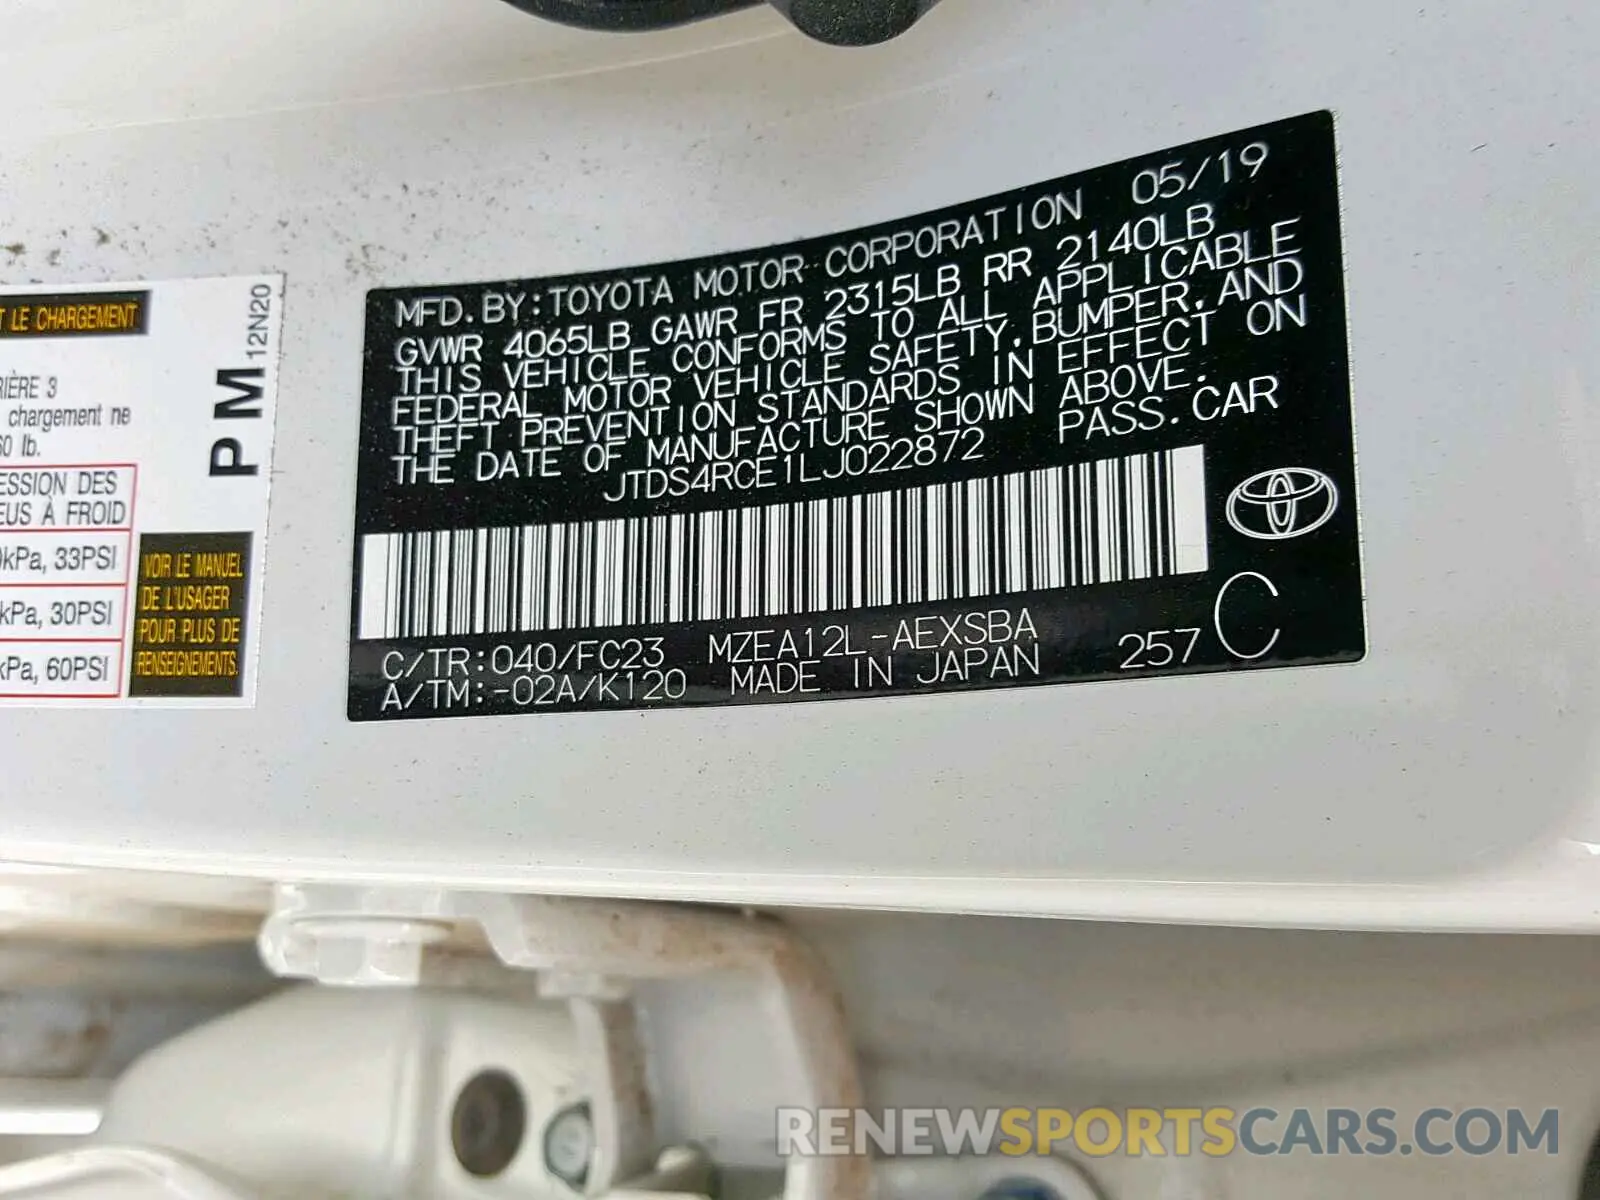 T LE CHARGEMENT
RIÈRE 3
chargement ne
60 lb.
ESSION DES
EUS À FROID
kPa, 33PSI
kPa, 30PSI
kPa, 60PSI
PM12N20
VOIR LE MANUEL
DE L'USAGER
POUR PLUS DE
RENSEIGNEMENTS.
MFD. BY: TOYOTA MOTOR CORPORATION 05/19
GVWR 4065LB GAWR FR 2315LB RR 2140LB
THIS VEHICLE CONFORMS TO ALL APPLICABLE
FEDERAL MOTOR VEHICLE SAFETY, BUMPER, AND
THEFT PREVENTION STANDARDS IN EFFECT ON
THE DATE OF MANUFACTURE SHOWN ABOVE.
JTDS4RCE1LJ022872 PASS. CAR
C/TR: 040/FC23 MZEA12L-AEXSBA
A/TM: -02A/K120 MADE IN JAPAN 257 C
RENEWSPORTSCARS.COM